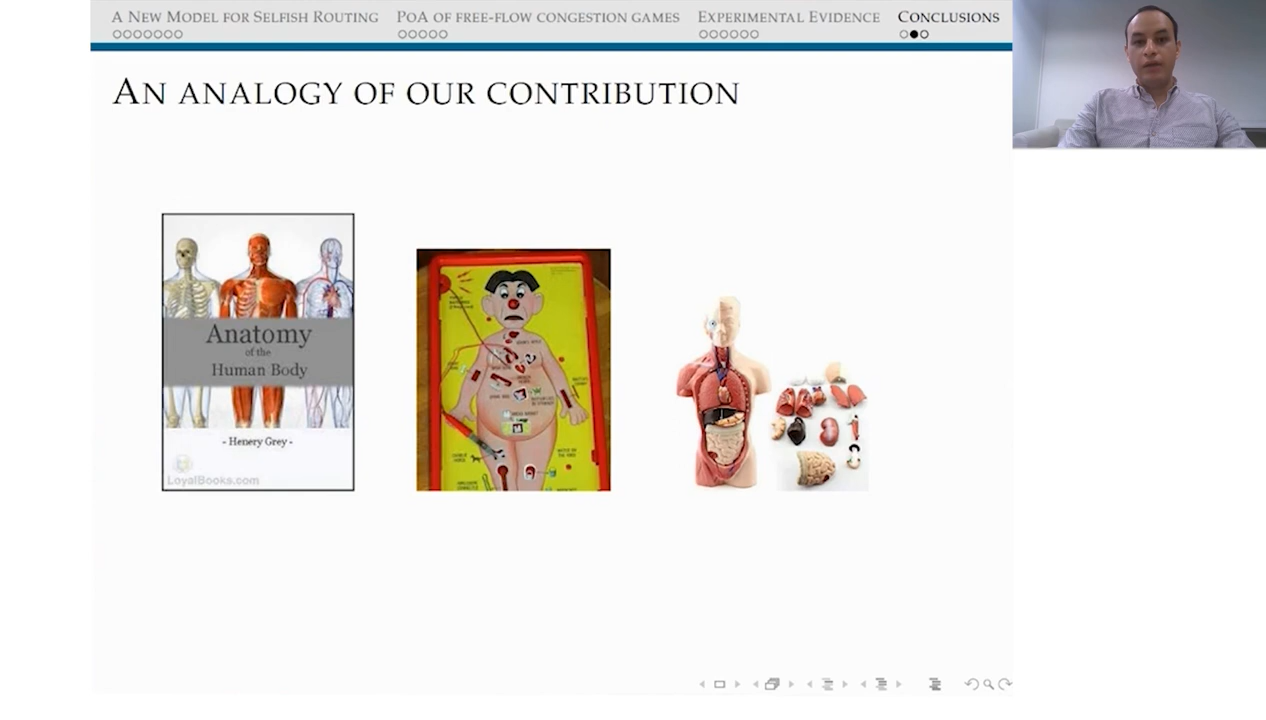 A New Model for Selfish Routing PoA of free-flow congestion games Experimental Evidence Conclusions
An analogy of our contribution
Anatomy
of the
Human Body
- Henery Grey -
LoyalBooks.com